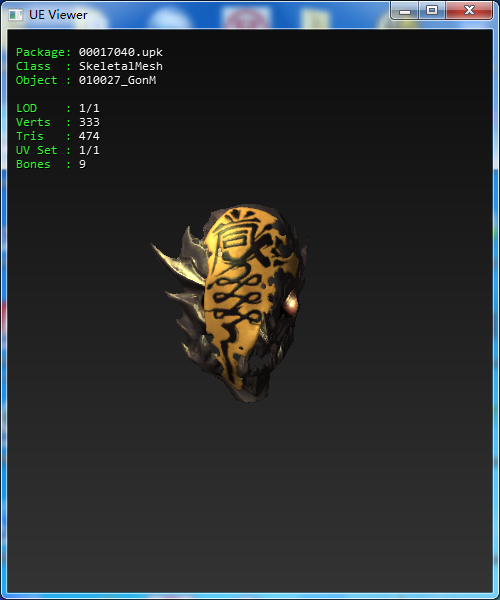 UE Viewer
Package: 00017040.upk
Class : SkeletalMesh
Object : 010027_GonM
LOD : 1/1
Verts : 333
Tris : 474
UV Set : 1/1
Bones : 9